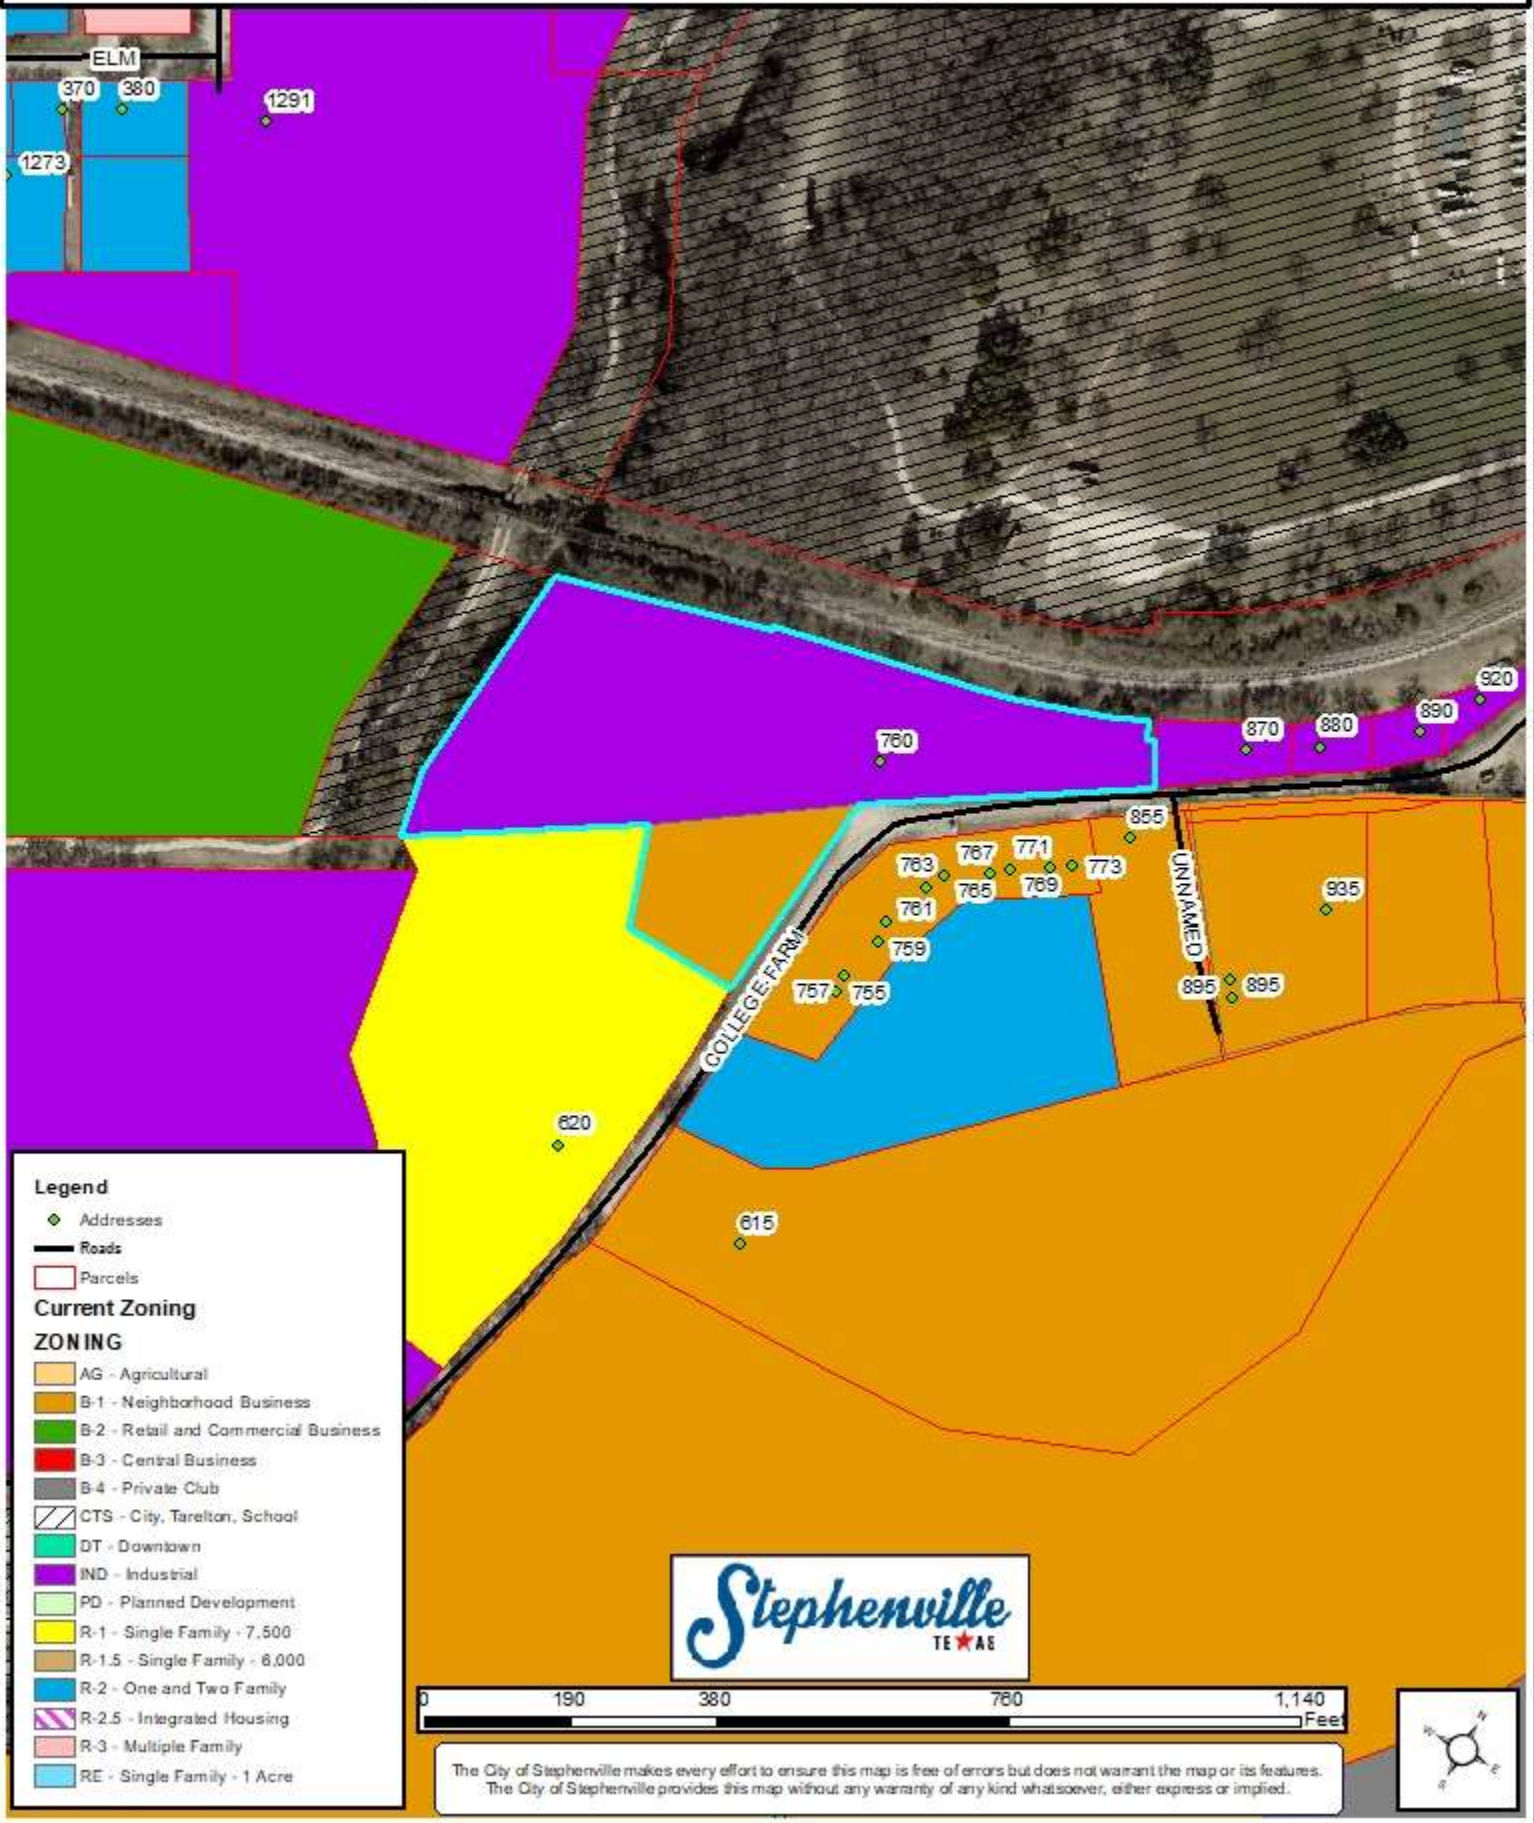 ELM
370 380
1291
1273
920
890
880
870
760
855
771
767
763
773
769
765
761
759
757 755
935
UNNAMED
895 895
COLLEGE FARM
620
615
Legend
Addresses
Roads
Parcels
Current Zoning
ZONING
AG - Agricultural
B-1 - Neighborhood Business
B-2 - Retail and Commercial Business
B-3 - Central Business
B-4 - Private Club
CTS - City, Tarelton, School
DT - Downtown
IND - Industrial
PD - Planned Development
R-1 - Single Family - 7,500
R-1.5 - Single Family - 6,000
R-2 - One and Two Family
R-2.5 - Integrated Housing
R-3 - Multiple Family
RE - Single Family - 1 Acre
Stephenville
TEXAS
0 190 380 760 1,140
Feet
N
W
E
S
The City of Stephenville makes every effort to ensure this map is free of errors but does not warrant the map or its features.
The City of Stephenville provides this map without any warranty of any kind whatsoever, either express or implied.